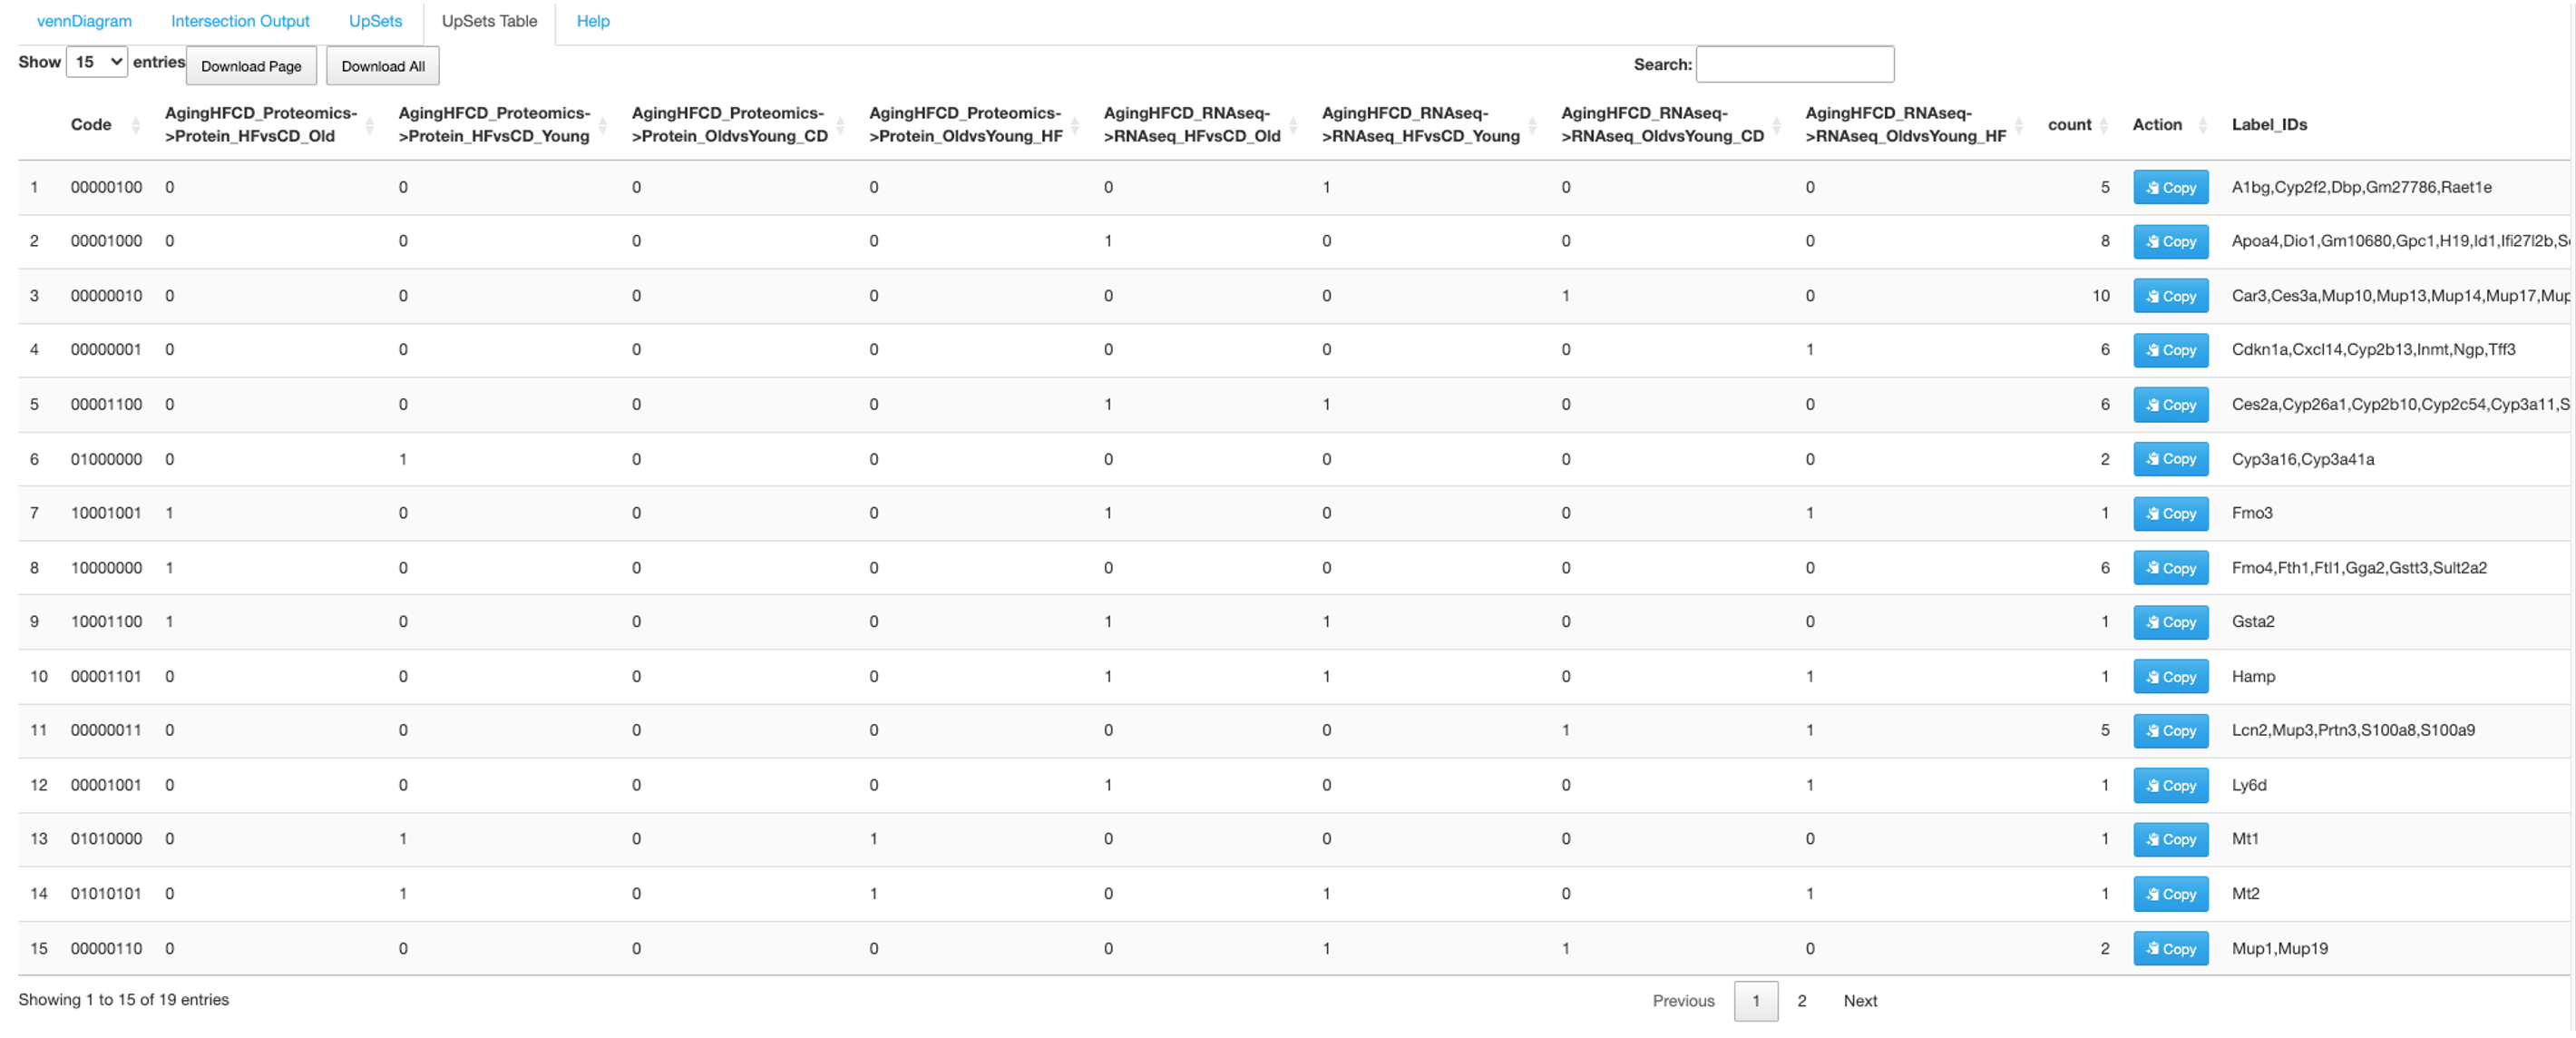 vennDiagram Intersection Output UpSets UpSets Table Help
Show 15 entries Download Page Download All Search:
Code AgingHFCD_Proteomics->Protein_HFvsCD_Old AgingHFCD_Proteomics->Protein_HFvsCD_Young AgingHFCD_Proteomics->Protein_OldvsYoung_CD AgingHFCD_Proteomics->Protein_OldvsYoung_HF AgingHFCD_RNAseq->RNAseq_HFvsCD_Old AgingHFCD_RNAseq->RNAseq_HFvsCD_Young AgingHFCD_RNAseq->RNAseq_OldvsYoung_CD AgingHFCD_RNAseq->RNAseq_OldvsYoung_HF count Action Label_IDs
1 00000100 0 0 0 0 0 1 0 0 5 Copy A1bg,Cyp2f2,Dbp,Gm27786,Raet1e
2 00001000 0 0 0 0 1 0 0 0 8 Copy Apoa4,Dio1,Gm10680,Gpc1,H19,Id1,Ifi27l2b,S
3 00000010 0 0 0 0 0 0 1 0 10 Copy Car3,Ces3a,Mup10,Mup13,Mup14,Mup17,Mup
4 00000001 0 0 0 0 0 0 0 1 6 Copy Cdkn1a,Cxcl14,Cyp2b13,Inmt,Ngp,Tff3
5 00001100 0 0 0 0 1 1 0 0 6 Copy Ces2a,Cyp26a1,Cyp2b10,Cyp2c54,Cyp3a11,S
6 01000000 0 1 0 0 0 0 0 0 2 Copy Cyp3a16,Cyp3a41a
7 10001001 1 0 0 0 1 0 0 1 1 Copy Fmo3
8 10000000 1 0 0 0 0 0 0 0 6 Copy Fmo4,Fth1,Ftl1,Gga2,Gstt3,Sult2a2
9 10001100 1 0 0 0 1 1 0 0 1 Copy Gsta2
10 00001101 0 0 0 0 1 1 0 1 1 Copy Hamp
11 00000011 0 0 0 0 0 0 1 1 5 Copy Lcn2,Mup3,Prtn3,S100a8,S100a9
12 00001001 0 0 0 0 1 0 0 1 1 Copy Ly6d
13 01010000 0 1 0 1 0 0 0 0 1 Copy Mt1
14 01010101 0 1 0 1 0 1 0 1 1 Copy Mt2
15 00000110 0 0 0 0 0 1 1 0 2 Copy Mup1,Mup19
Showing 1 to 15 of 19 entries Previous 1 2 Next